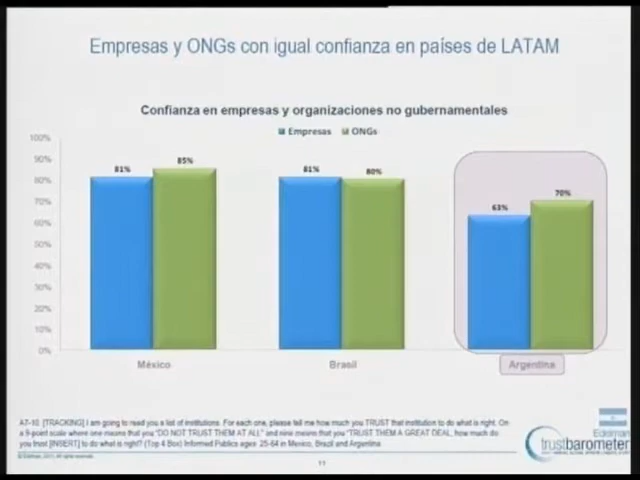 Empresas y ONGs con igual confianza en países de LATAM
Confianza en empresas y organizaciones no gubernamentales
Empresas ONGs
100%
90%
80%
70%
60%
50%
40%
30%
20%
10%
0%
81%
85%
81%
80%
63%
70%
México
Brasil
Argentina
AT-10 [TRACKING] I am going to read you a list of institutions. For each one, please tell me how much you TRUST that institution to do what is right. On
a 9-point scale where one means that you "DO NOT TRUST THEM AT ALL" and nine means that you "TRUST THEM A GREAT DEAL, how much do
you trust [INSERT] to do what is right? (Top 4 Box) Informed Publics ages 25-64 in Mexico, Brazil and Argentina
© Edelman, 2011. All rights reserved.
11
Edelman
trustbarometer